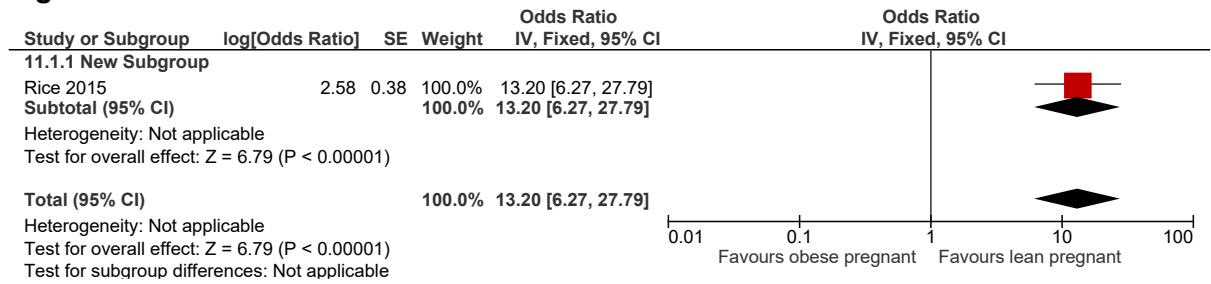 Odds Ratio Odds Ratio
Study or Subgroup log[Odds Ratio] SE Weight IV, Fixed, 95% CI IV, Fixed, 95% CI
11.1.1 New Subgroup
Rice 2015 2.58 0.38 100.0% 13.20 [6.27, 27.79]
Subtotal (95% CI) 100.0% 13.20 [6.27, 27.79]
Heterogeneity: Not applicable
Test for overall effect: Z = 6.79 (P < 0.00001)
Total (95% CI) 100.0% 13.20 [6.27, 27.79]
Heterogeneity: Not applicable
0.01 0.1 1 10 100
Test for overall effect: Z = 6.79 (P < 0.00001)
Favours obese pregnant Favours lean pregnant
Test for subgroup differences: Not applicable